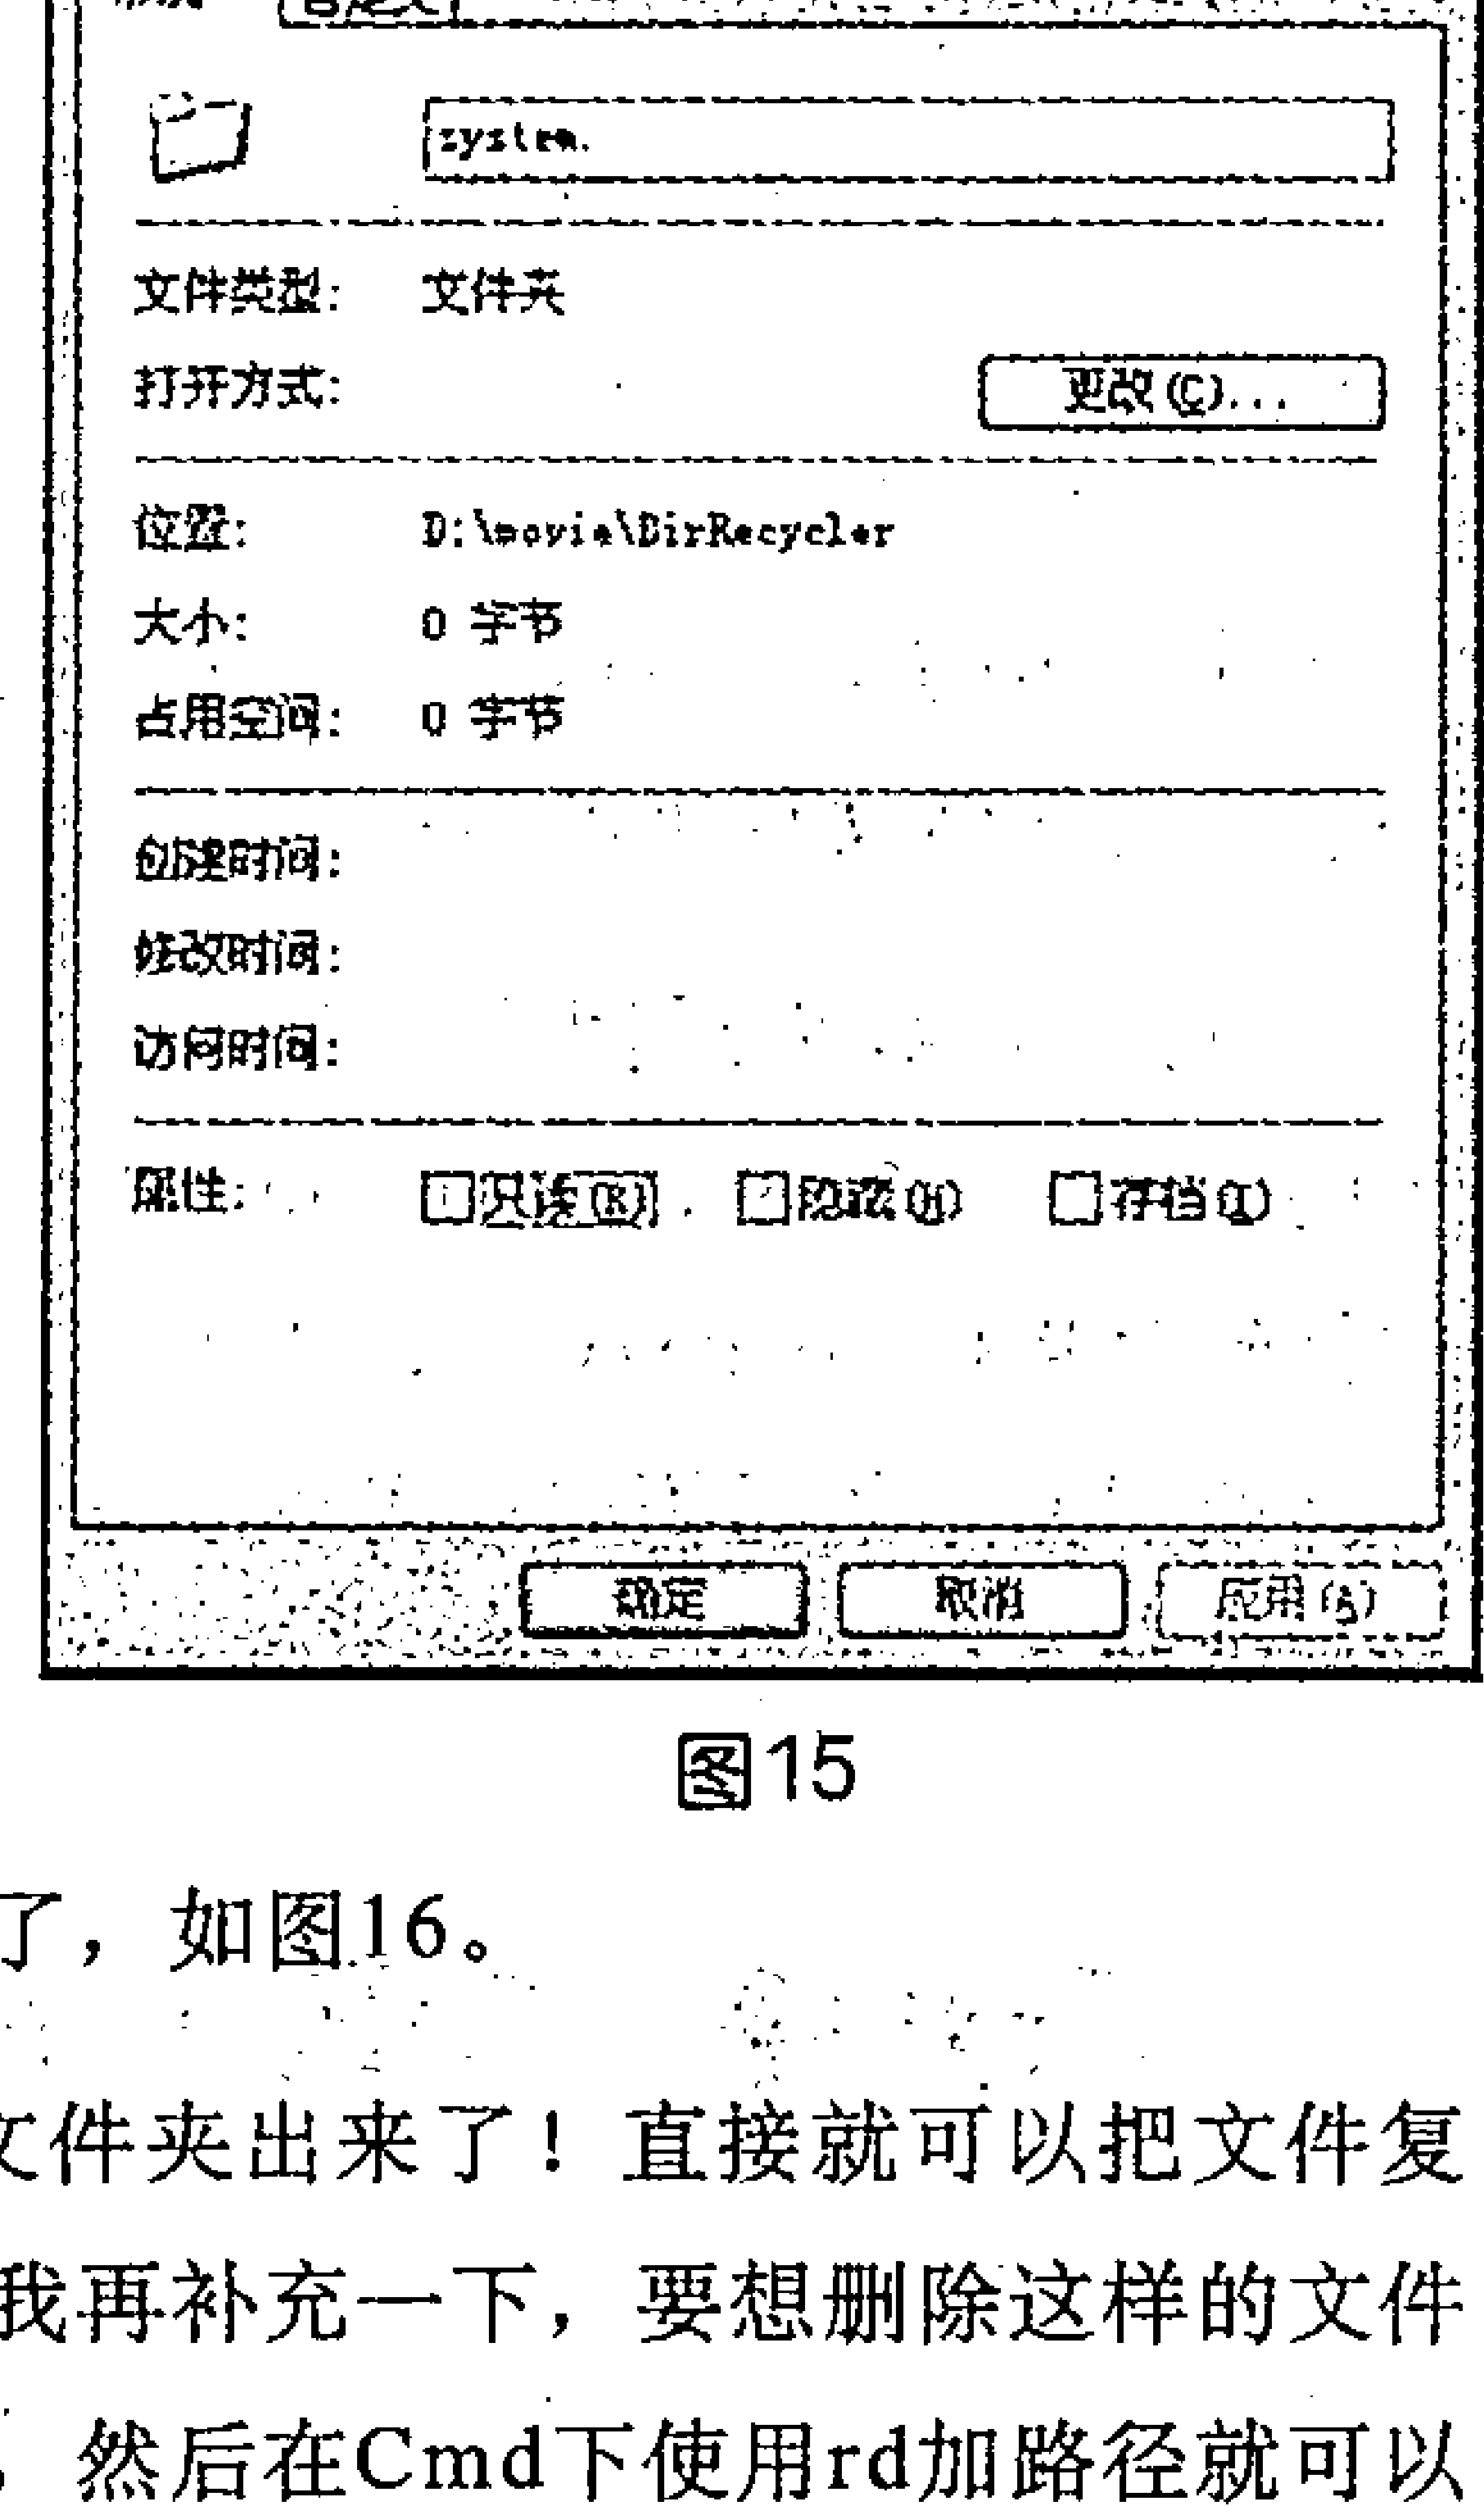 自定义
system.
文件类型: 文件夹
打开方式: 更改(C)...
位置: D:\movie\DirRecycler
大小: 0 字节
占用空间: 0 字节
创建时间:
修改时间:
访问时间:
属性: 只读(R) 隐藏(H) 存档(I)
确定 取消 应用(A)
图15
了，如图16。
文件夹出来了！直接就可以把文件复
我再补充一下，要想删除这样的文件
，然后在Cmd下使用rd加路径就可以